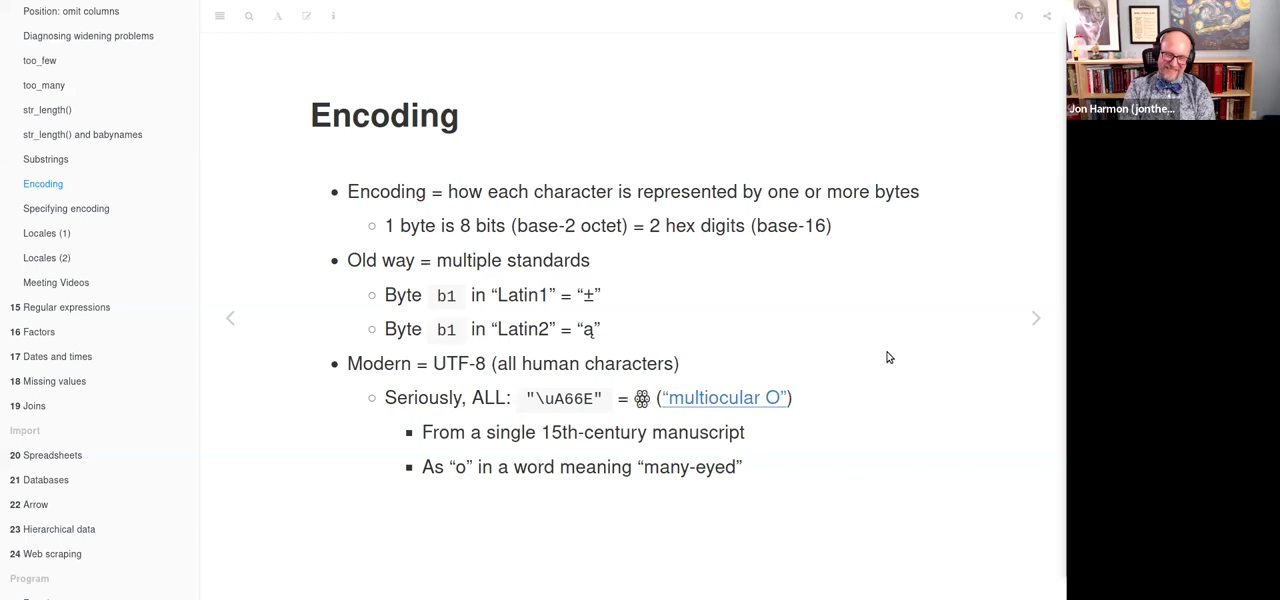 Position: omit columns
Diagnosing widening problems
too_few
too_many
str_length()
str_length() and babynames
Substrings
Encoding
Specifying encoding
Locales (1)
Locales (2)
Meeting Videos
15 Regular expressions
16 Factors
17 Dates and times
18 Missing values
19 Joins
Import
20 Spreadsheets
21 Databases
22 Arrow
23 Hierarchical data
24 Web scraping
Program
Encoding
• Encoding = how each character is represented by one or more bytes
○ 1 byte is 8 bits (base-2 octet) = 2 hex digits (base-16)
• Old way = multiple standards
○ Byte b1 in “Latin1” = “±”
○ Byte b1 in “Latin2” = “ą”
• Modern = UTF-8 (all human characters)
○ Seriously, ALL: "\uA66E" = ꙮ (“multiocular O”)
▪ From a single 15th-century manuscript
▪ As “o” in a word meaning “many-eyed”
Jon Harmon (jonthe...